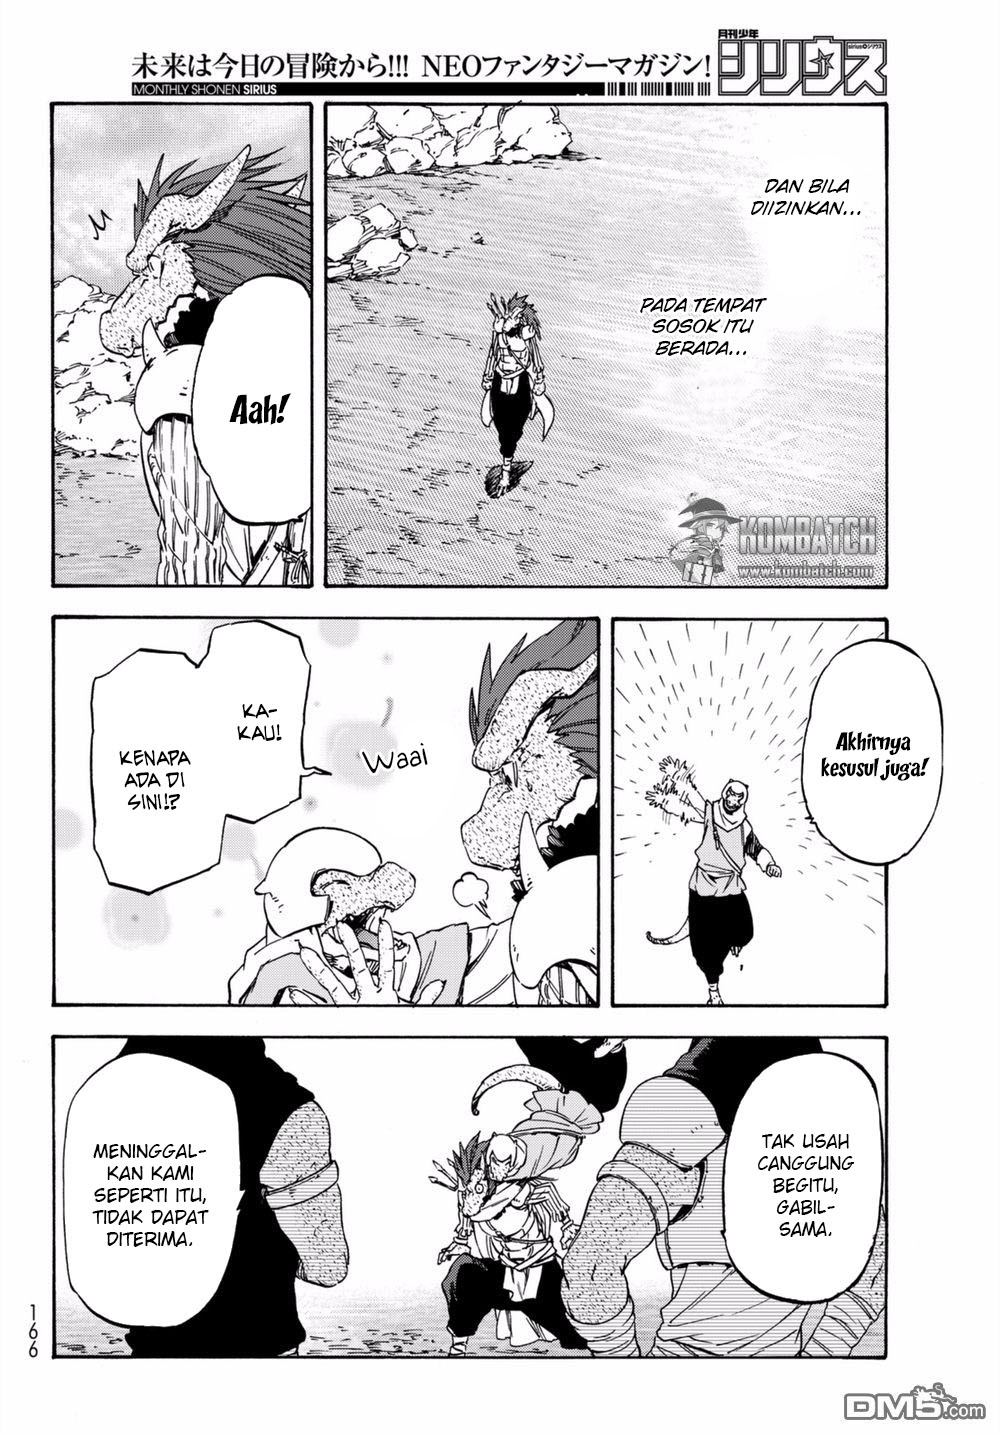 未来は今日の冒険から!!! NEOファンタジーマガジン!
月刊少年
シリウス
MONTHLY SHONEN SIRIUS
DAN BILA
DIIZINKAN...
PADA TEMPAT
SOSOK ITU
BERADA...
Aah!
KOMBATCH
www.kombatch.com
Akhirnya
kesusul juga!
Waai
KA-
KAU!
KENAPA
ADA DI
SINI!?
TAK USAH
CANGGUNG
BEGITU,
GABIL-
SAMA.
MENINGGAL-
KAN KAMI
SEPERTI ITU,
TIDAK DAPAT
DITERIMA.
166
DM5.com